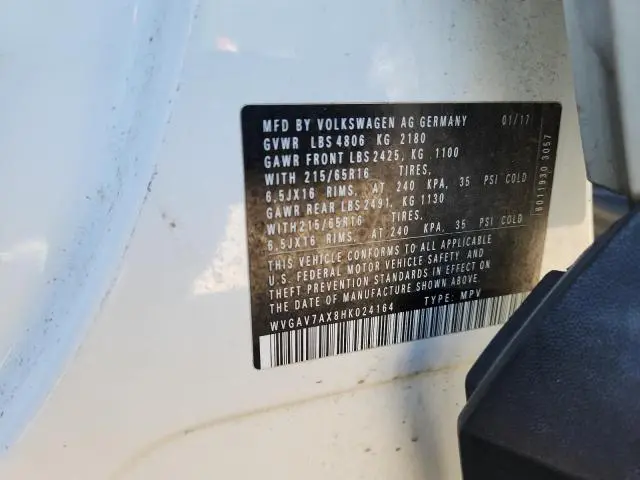 MFD BY VOLKSWAGEN AG GERMANY 01/17
GVWR LBS 4806 KG 2180
GAWR FRONT LBS 2425, KG 1100
WITH 215/65R16 TIRES,
6,5JX16 RIMS, AT 240 KPA, 35 PSI COLD
GAWR REAR LBS 2491, KG 1130
WITH215/65R16 TIRES,
6,5JX16 RIMS, AT 240 KPA, 35 PSI COLD
THIS VEHICLE CONFORMS TO ALL APPLICABLE
U.S. FEDERAL MOTOR VEHICLE SAFETY, AND
THEFT PREVENTION STANDARDS IN EFFECT ON
THE DATE OF MANUFACTURE SHOWN ABOVE
WVGAV7AX8HK024164 TYPE: MPV
8011930 3057